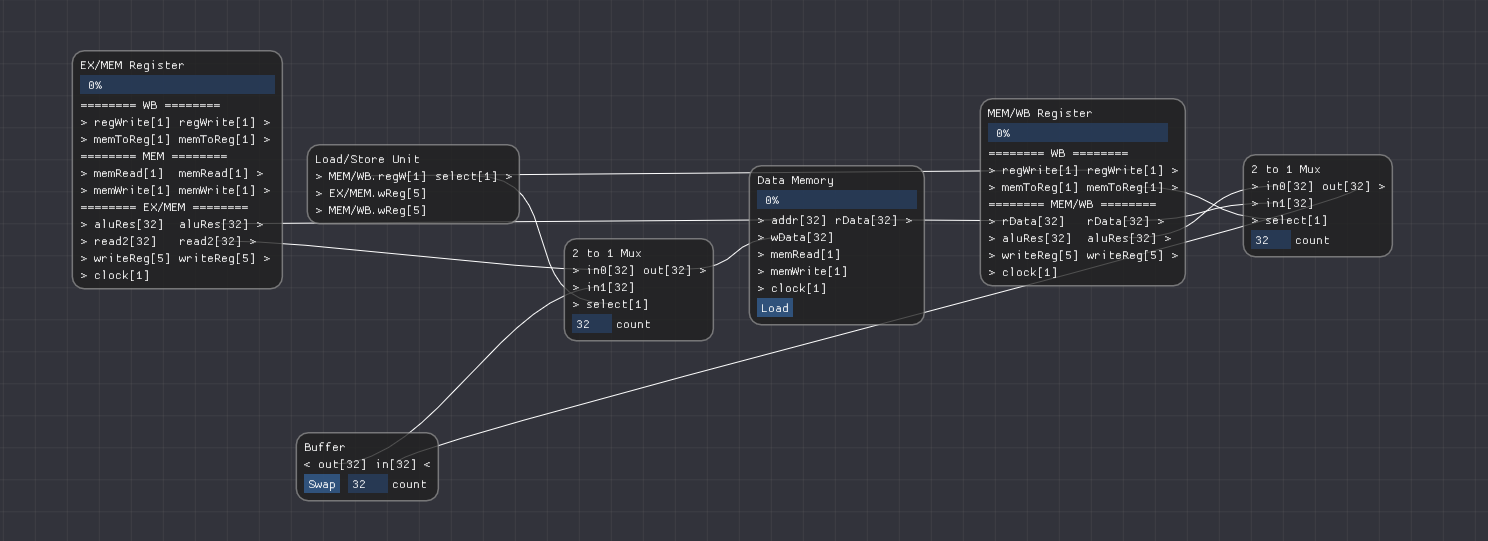 EX/MEM Register
0%
======== WB ========
> regWrite[1] regWrite[1] >
> memToReg[1] memToReg[1] >
======== MEM ========
> memRead[1] memRead[1] >
> memWrite[1] memWrite[1] >
======== EX/MEM ========
> aluRes[32] aluRes[32] >
> read2[32] read2[32] >
> writeReg[5] writeReg[5] >
> clock[1]
Load/Store Unit
> MEM/WB.regW[1] select[1] >
> EX/MEM.wReg[5]
> MEM/WB.wReg[5]
2 to 1 Mux
> in0[32] out[32] >
> in1[32]
> select[1]
32 count
Data Memory
0%
> addr[32] rData[32] >
> wData[32]
> memRead[1]
> memWrite[1]
> clock[1]
Load
MEM/WB Register
0%
======== WB ========
> regWrite[1] regWrite[1] >
> memToReg[1] memToReg[1] >
======== MEM/WB ========
> rData[32] rData[32] >
> aluRes[32] aluRes[32] >
> writeReg[5] writeReg[5] >
> clock[1]
2 to 1 Mux
> in0[32] out[32] >
> in1[32]
> select[1]
32 count
Buffer
< out[32] in[32] <
Swap 32 count